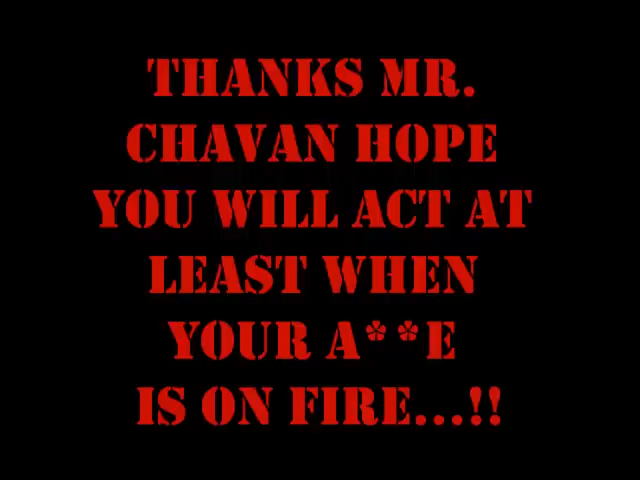 THANKS MR.
CHAVAN HOPE
YOU WILL ACT AT
LEAST WHEN
YOUR A**E
IS ON FIRE...!!